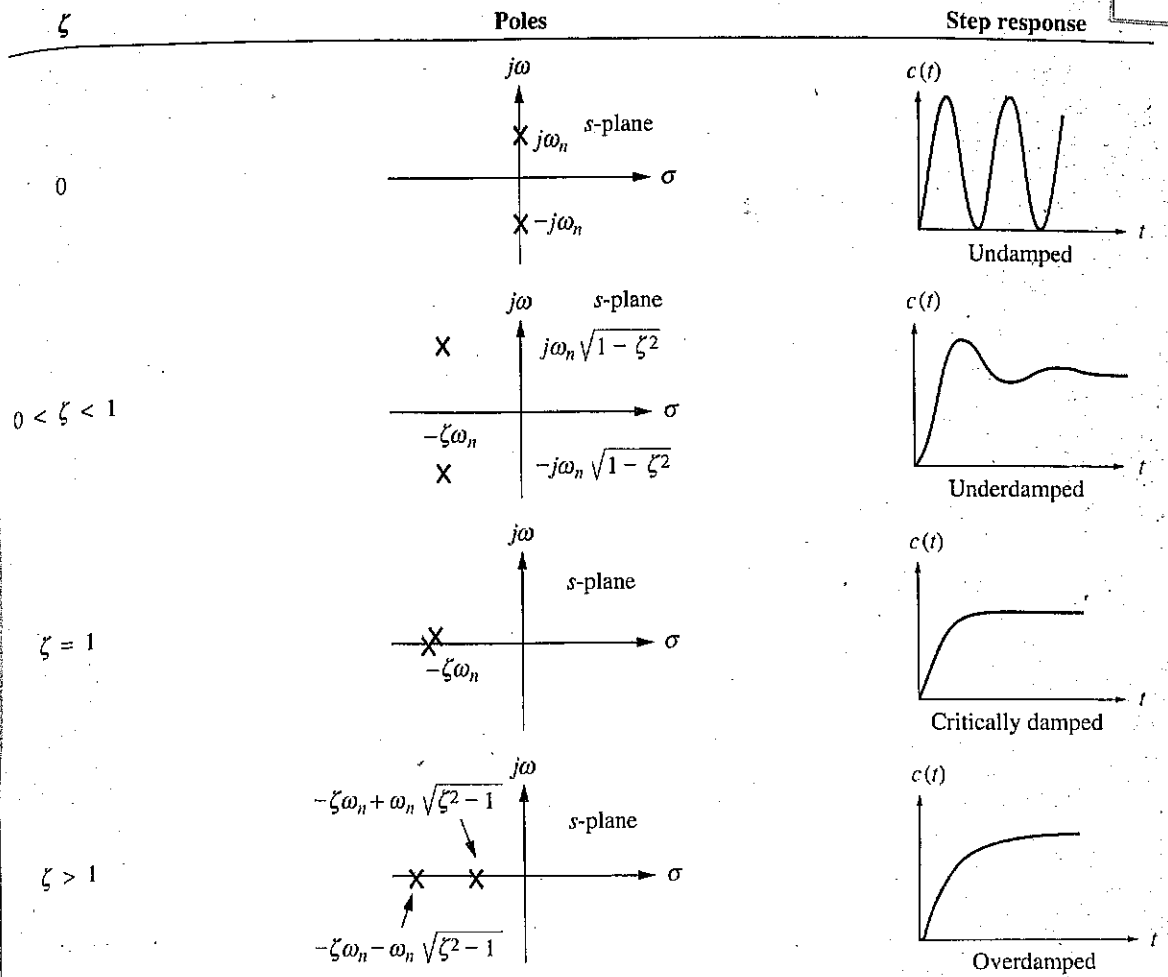 ζ Poles Step response
0
jω
s-plane
jωn
σ
−jωn
c(t)
t
Undamped
0 < ζ < 1
jω s-plane
jωn √1 − ζ²
σ
−ζωn
−jωn √1 − ζ²
c(t)
t
Underdamped
ζ = 1
jω
s-plane
σ
−ζωn
c(t)
t
Critically damped
ζ > 1
jω
−ζωn + ωn √ζ² − 1
s-plane
σ
−ζωn − ωn √ζ² − 1
c(t)
t
Overdamped